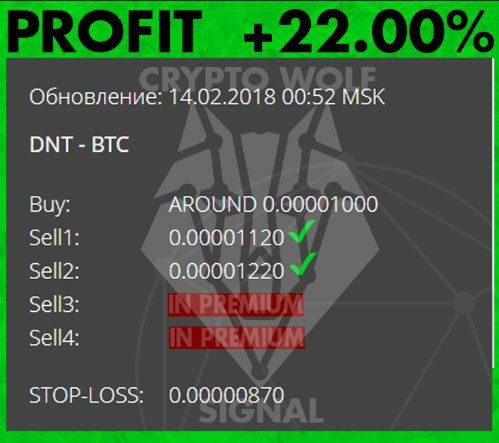 PROFIT +22.00%
CRYPTO WOLF
Обновление: 14.02.2018 00:52 MSK
DNT - BTC
Buy: AROUND 0.00001000
Sell1: 0.00001120
Sell2: 0.00001220
Sell3: IN PREMIUM
Sell4: IN PREMIUM
STOP-LOSS: 0.00000870
SIGNAL